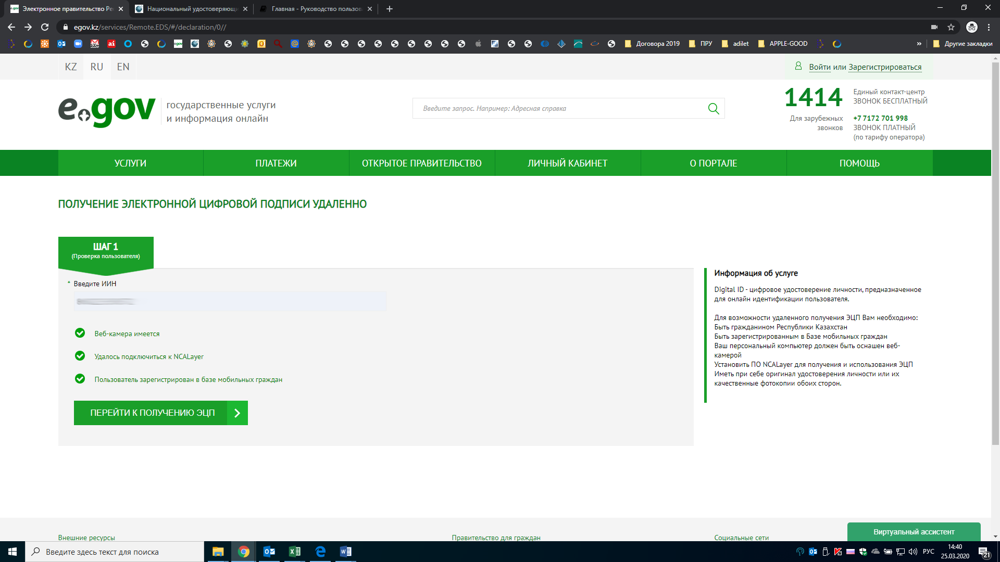 Электронное правительство Ре
Национальный удостоверяющи
Главная - Руководство пользова
egov.kz/services/Remote.EDS/#/declaration/0//
Договора 2019
ПРУ
adilet
APPLE-GOOD
»
Другие закладки
KZ RU EN
Войти или Зарегистрироваться
e.gov
государственные услуги
и информация онлайн
Введите запрос. Например: Адресная справка
1414
Единый контакт-центр
ЗВОНОК БЕСПЛАТНЫЙ
Для зарубежных
звонков
+7 7172 701 998
ЗВОНОК ПЛАТНЫЙ
(по тарифу оператора)
УСЛУГИ
ПЛАТЕЖИ
ОТКРЫТОЕ ПРАВИТЕЛЬСТВО
ЛИЧНЫЙ КАБИНЕТ
О ПОРТАЛЕ
ПОМОЩЬ
ПОЛУЧЕНИЕ ЭЛЕКТРОННОЙ ЦИФРОВОЙ ПОДПИСИ УДАЛЕННО
ШАГ 1
(Проверка пользователя)
* Введите ИИН
Веб-камера имеется
Удалось подключиться к NCALayer
Пользователь зарегистрирован в базе мобильных граждан
ПЕРЕЙТИ К ПОЛУЧЕНИЮ ЭЦП
Информация об услуге
Digital ID - цифровое удостоверение личности, предназначенное
для онлайн идентификации пользователя.
Для возможности удаленного получения ЭЦП Вам необходимо:
Быть гражданином Республики Казахстан
Быть зарегистрированным в Базе мобильных граждан
Ваш персональный компьютер должен быть оснашен веб-
камерой
Установить ПО NCALayer для получения и использования ЭЦП
Иметь при себе оригинал удостоверения личности или их
качественные фотокопии обоих сторон.
Внешние ресурсы
Правительство для граждан
Социальные сети
Виртуальный ассистент
Введите здесь текст для поиска
РУС
14:40
25.03.2020
21